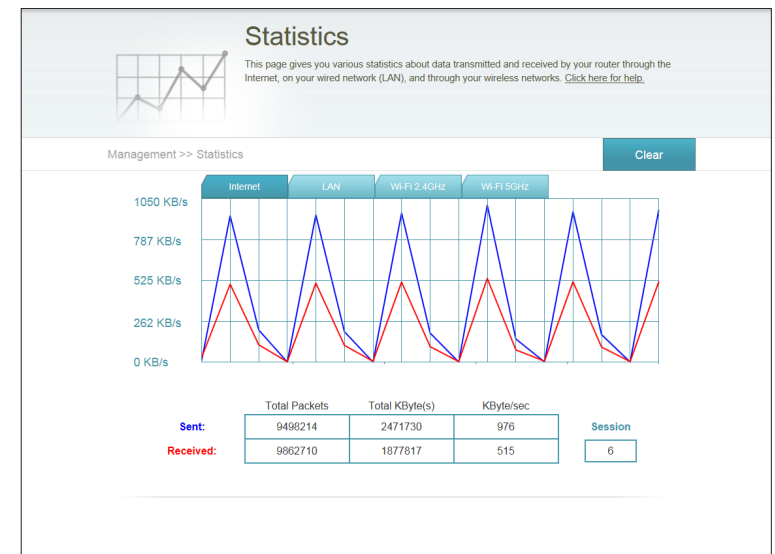 Statistics
This page gives you various statistics about data transmitted and received by your router through the
Internet, on your wired network (LAN), and through your wireless networks. Click here for help.
Management >> Statistics
Clear
Internet LAN Wi-Fi 2.4GHz Wi-Fi 5GHz
1050 KB/s
787 KB/s
525 KB/s
262 KB/s
0 KB/s
Total Packets Total KByte(s) KByte/sec
Sent: 9498214 2471730 976 Session
Received: 9862710 1877817 515 6